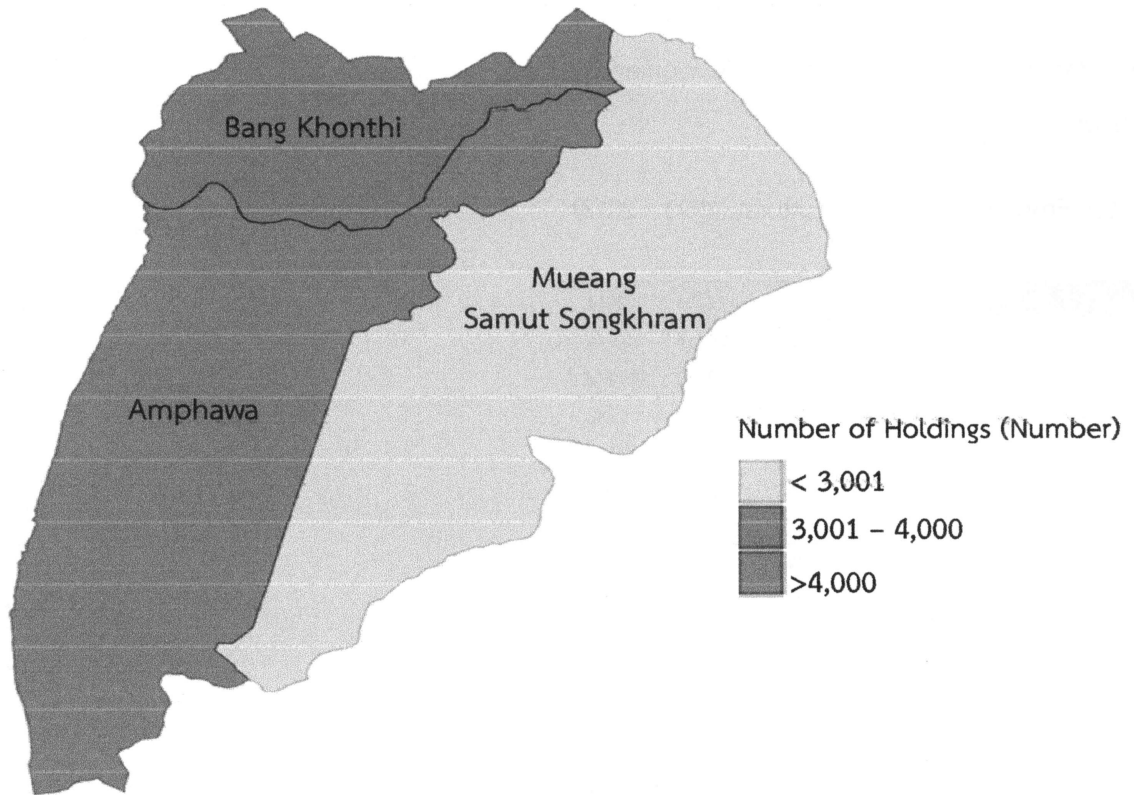 Bang Khonthi
Mueang
Samut Songkhram
Amphawa
Number of Holdings (Number)
< 3,001
3,001 – 4,000
>4,000